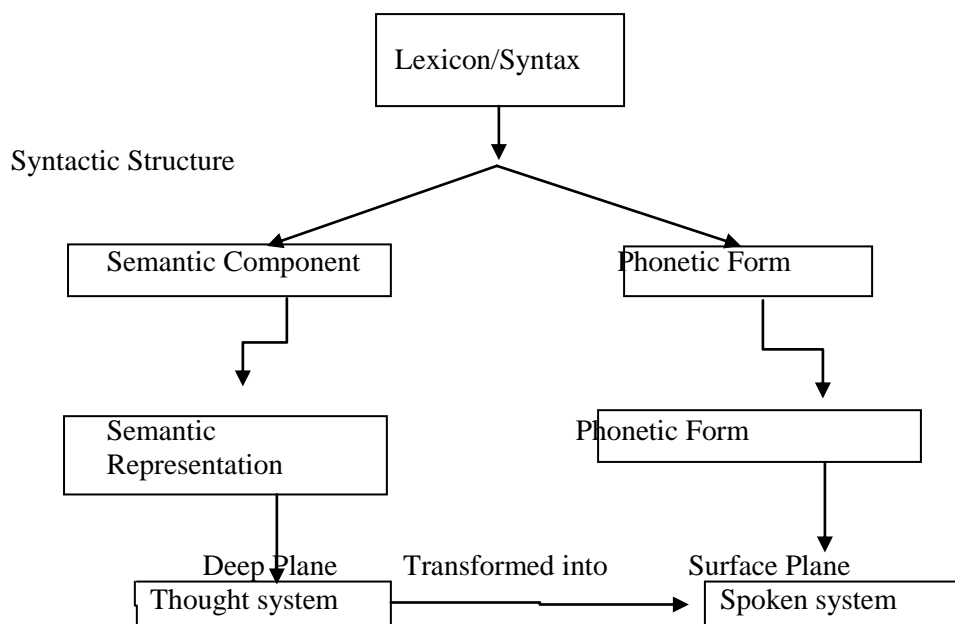 Lexicon/Syntax
Syntactic Structure
Semantic Component
Phonetic Form
Semantic
Representation
Phonetic Form
Deep Plane Transformed into Surface Plane
Thought system Spoken system